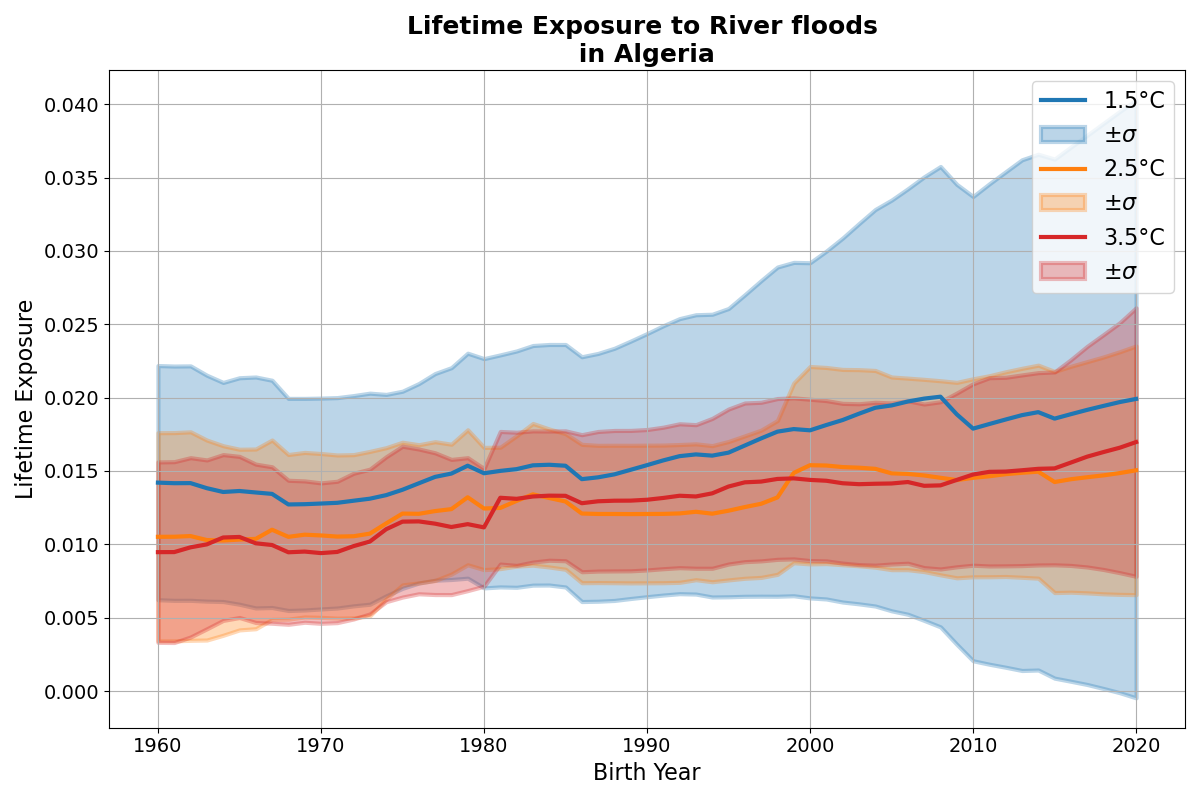 Lifetime Exposure to River floods
in Algeria
Lifetime Exposure
0.040
0.035
0.030
0.025
0.020
0.015
0.010
0.005
0.000
1.5°C
±σ
2.5°C
±σ
3.5°C
±σ
1960 1970 1980 1990 2000 2010 2020
Birth Year